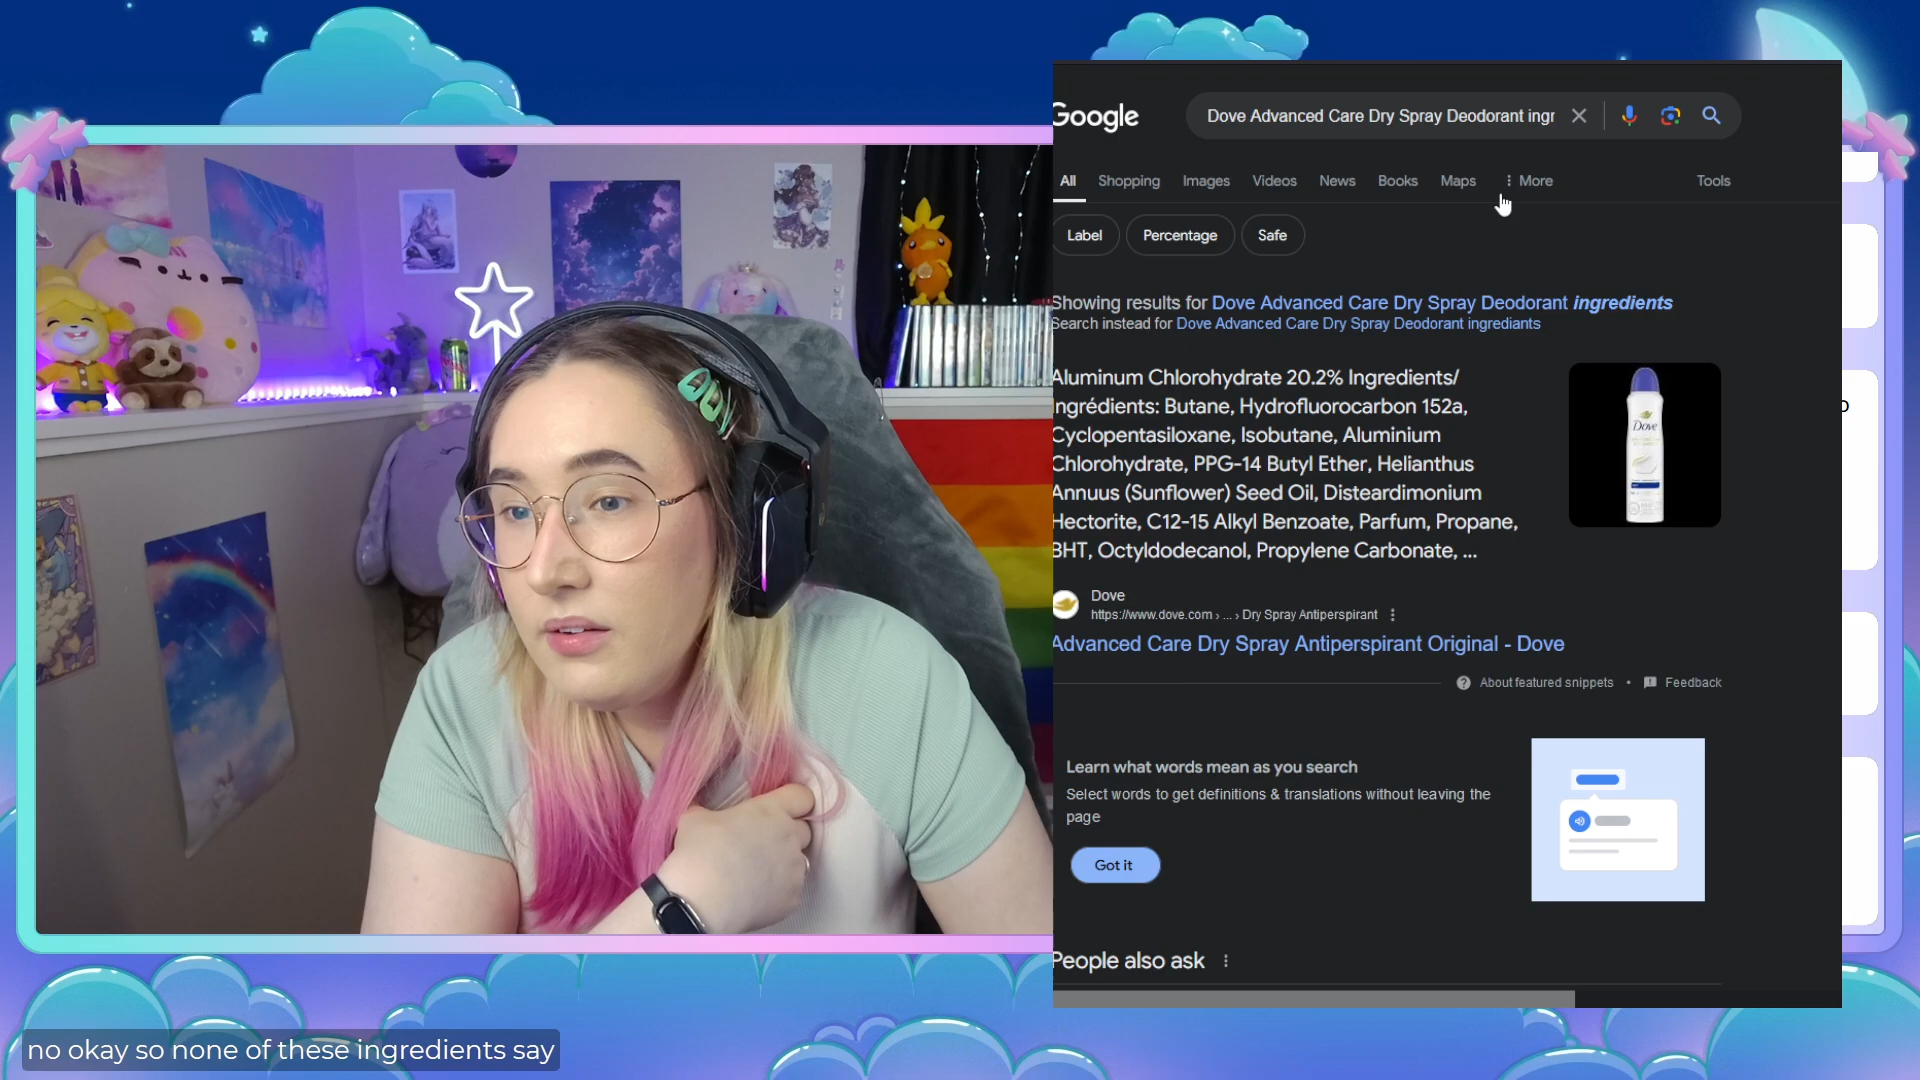 Google
Dove Advanced Care Dry Spray Deodorant ingr
All Shopping Images Videos News Books Maps More Tools
Label Percentage Safe
Showing results for Dove Advanced Care Dry Spray Deodorant ingredients
Search instead for Dove Advanced Care Dry Spray Deodorant ingrediants
Aluminum Chlorohydrate 20.2% Ingredients/
Ingrédients: Butane, Hydrofluorocarbon 152a,
Cyclopentasiloxane, Isobutane, Aluminium
Chlorohydrate, PPG-14 Butyl Ether, Helianthus
Annuus (Sunflower) Seed Oil, Disteardimonium
Hectorite, C12-15 Alkyl Benzoate, Parfum, Propane,
BHT, Octyldodecanol, Propylene Carbonate, ...
Dove
Dove
https://www.dove.com › ... › Dry Spray Antiperspirant
Advanced Care Dry Spray Antiperspirant Original - Dove
About featured snippets • Feedback
Learn what words mean as you search
Select words to get definitions & translations without leaving the
page
Got it
People also ask
no okay so none of these ingredients say